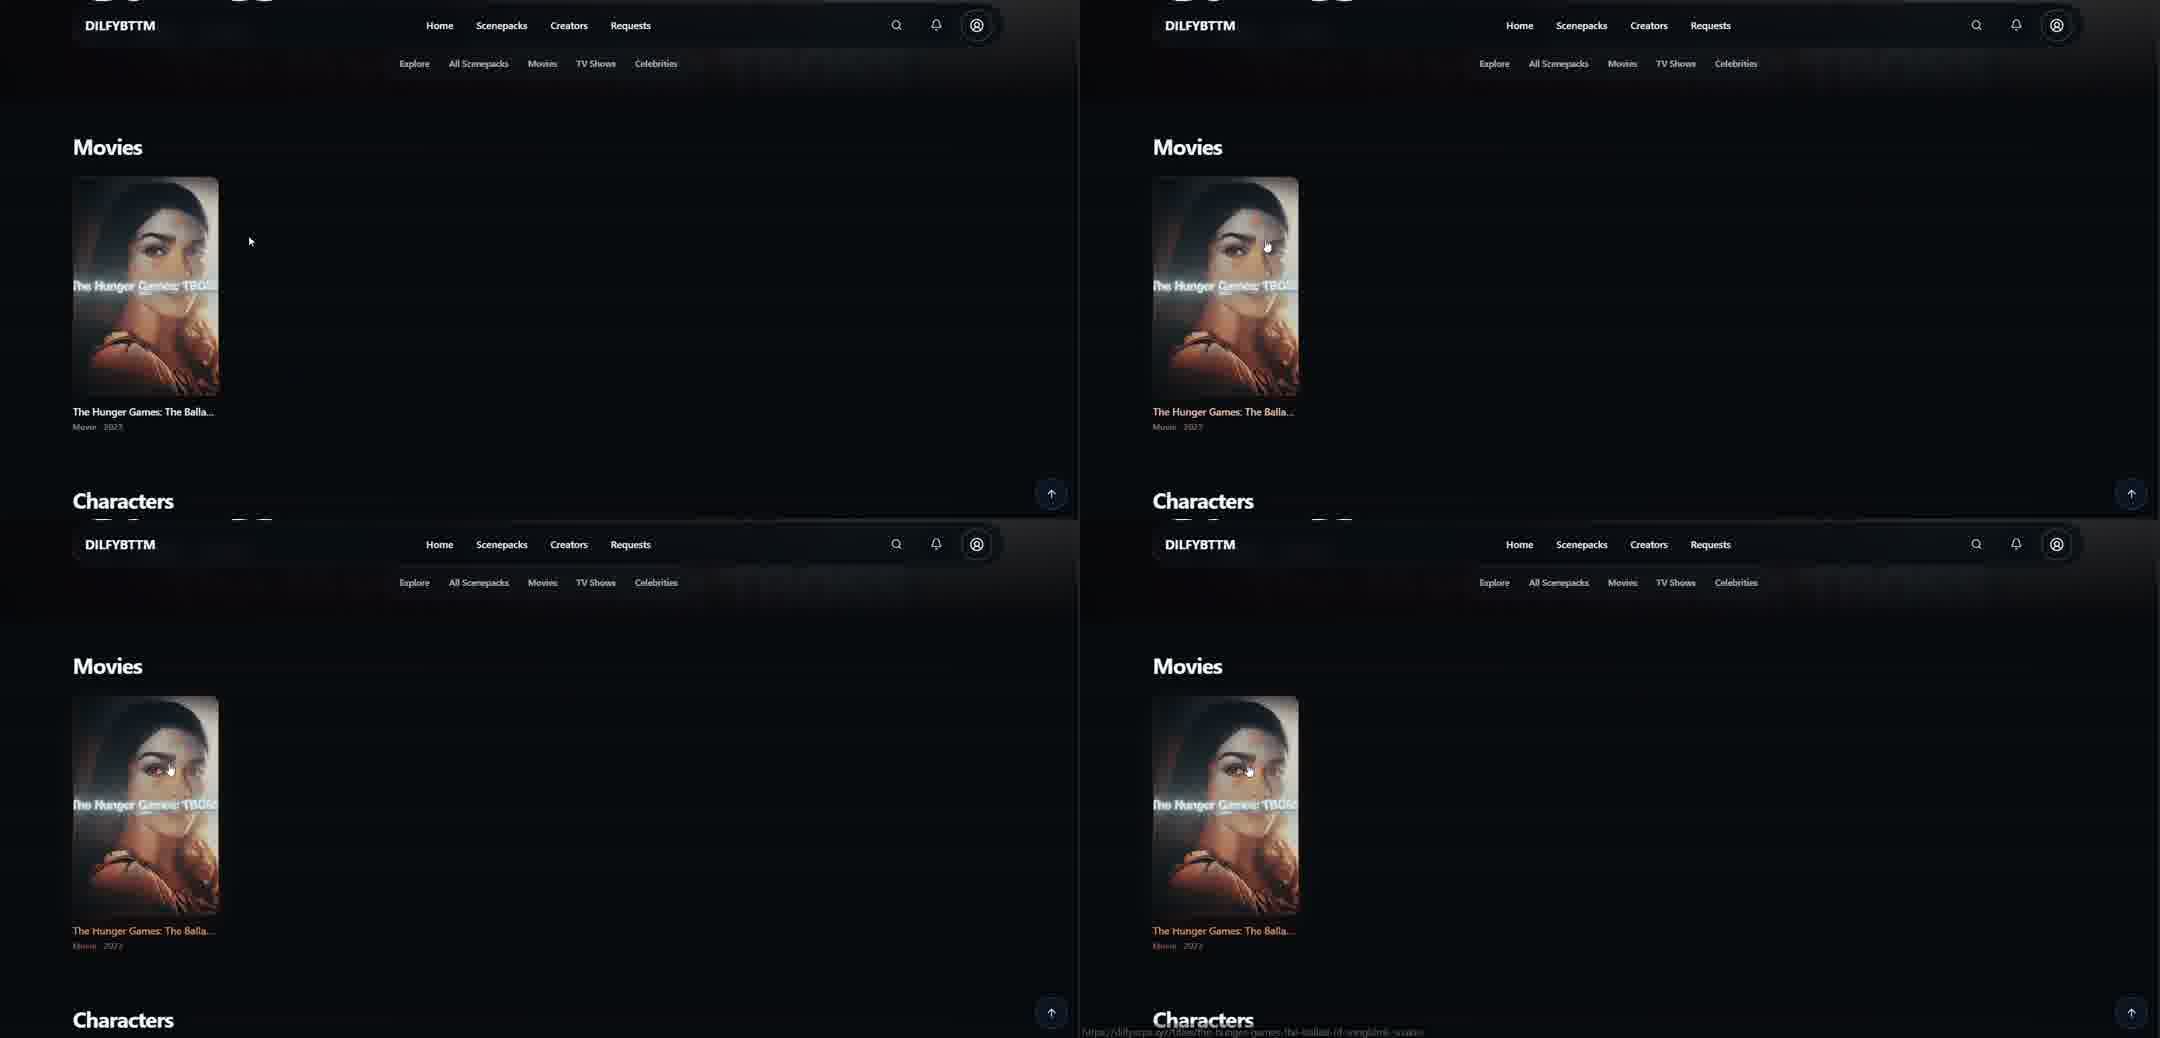 DILFYBTTM Home Scenepacks Creators Requests
Explore All Scenepacks Movies TV Shows Celebrities
Movies
The Hunger Games: TBO
The Hunger Games: The Balla...
Movie 2023
Characters
DILFYBTTM Home Scenepacks Creators Requests
Explore All Scenepacks Movies TV Shows Celebrities
Movies
The Hunger Games: TBO
The Hunger Games: The Balla...
Movie 2023
Characters
DILFYBTTM Home Scenepacks Creators Requests
Explore All Scenepacks Movies TV Shows Celebrities
Movies
The Hunger Games: TBO
The Hunger Games: The Balla...
Movie 2023
Characters
DILFYBTTM Home Scenepacks Creators Requests
Explore All Scenepacks Movies TV Shows Celebrities
Movies
The Hunger Games: TBO
The Hunger Games: The Balla...
Movie 2023
Characters